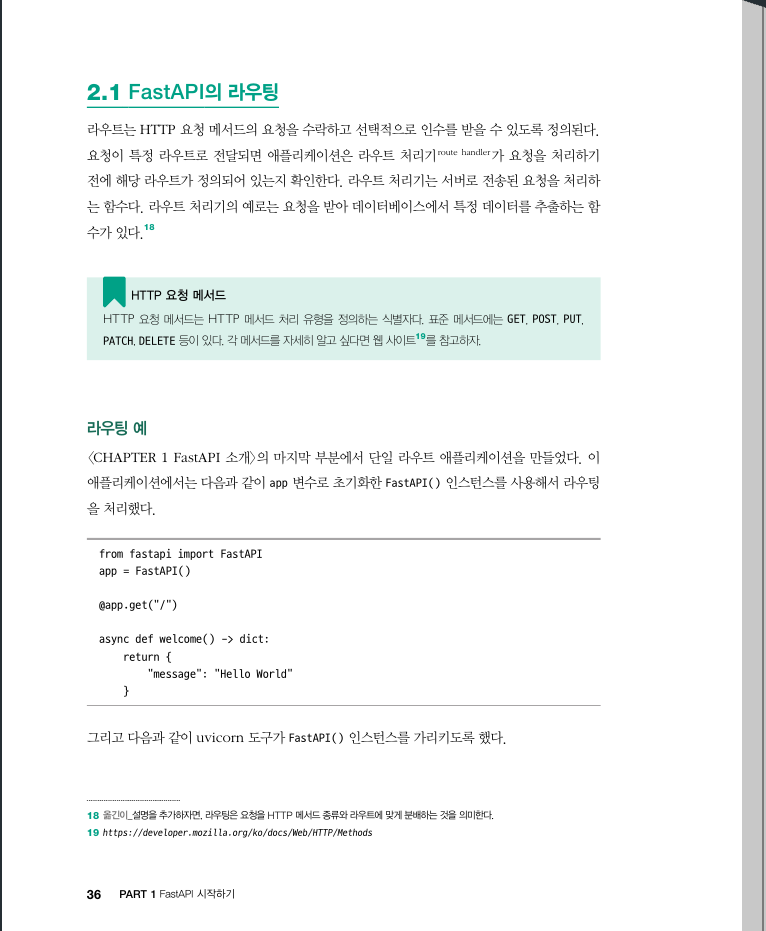 2.1 FastAPI의 라우팅
라우트는 HTTP 요청 메서드의 요청을 수락하고 선택적으로 인수를 받을 수 있도록 정의된다.
요청이 특정 라우트로 전달되면 애플리케이션은 라우트 처리기route handler가 요청을 처리하기
전에 해당 라우트가 정의되어 있는지 확인한다. 라우트 처리기는 서버로 전송된 요청을 처리하
는 함수다. 라우트 처리기의 예로는 요청을 받아 데이터베이스에서 특정 데이터를 추출하는 함
수가 있다.18
HTTP 요청 메서드
HTTP 요청 메서드는 HTTP 메서드 처리 유형을 정의하는 식별자다. 표준 메서드에는 GET, POST, PUT,
PATCH, DELETE 등이 있다. 각 메서드를 자세히 알고 싶다면 웹 사이트19를 참고하자.
라우팅 예
〈CHAPTER 1 FastAPI 소개〉의 마지막 부분에서 단일 라우트 애플리케이션을 만들었다. 이
애플리케이션에서는 다음과 같이 app 변수로 초기화한 FastAPI() 인스턴스를 사용해서 라우팅
을 처리했다.
from fastapi import FastAPI
app = FastAPI()
@app.get("/")
async def welcome() -> dict:
    return {
        "message": "Hello World"
    }
그리고 다음과 같이 uvicorn 도구가 FastAPI() 인스턴스를 가리키도록 했다.
18 옮긴이_설명을 추가하자면, 라우팅은 요청을 HTTP 메서드 종류와 라우트에 맞게 분배하는 것을 의미한다.
19 https://developer.mozilla.org/ko/docs/Web/HTTP/Methods
36 PART 1 FastAPI 시작하기